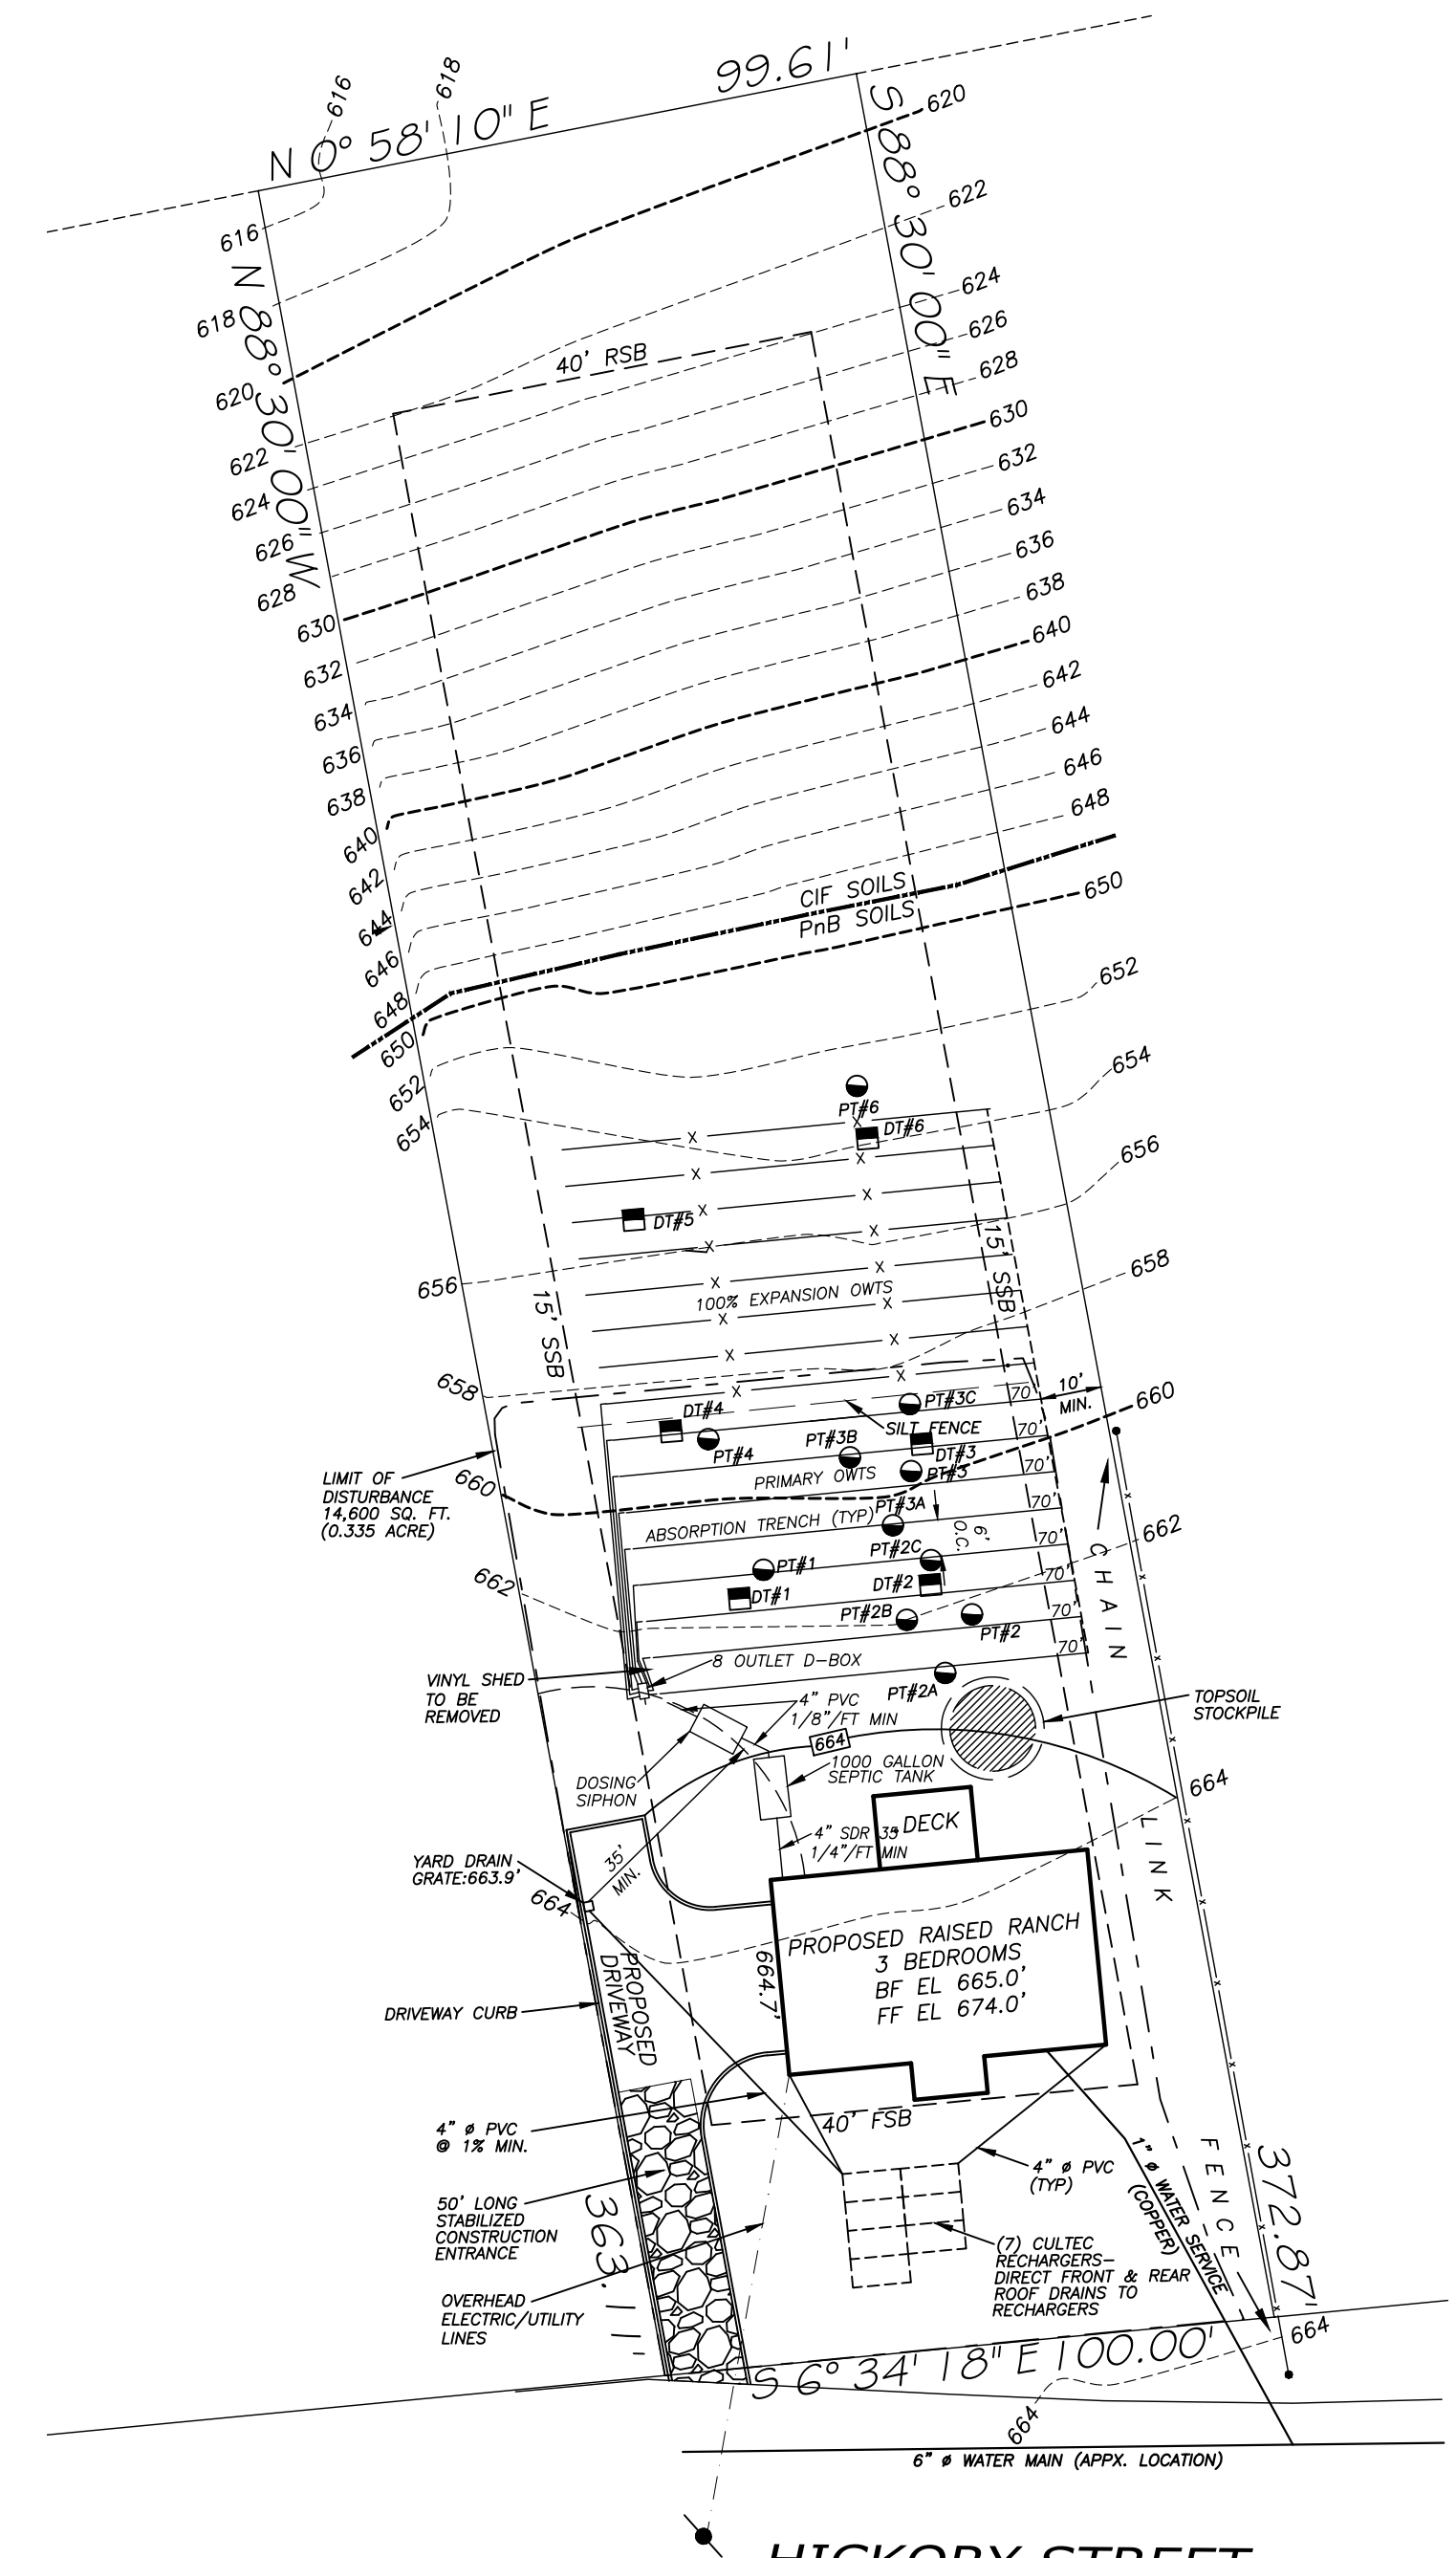 99.61'
N 0° 58' 10" E
616
618
S 88° 30' 00" E
620
622
624
626
628
630
632
634
636
638
640
642
644
646
648
650
652
654
656
658
660
662
664
616
618
N 88° 30' 00" W
620
622
624
626
628
630
632
634
636
638
640
642
644
646
648
650
652
654
656
658
660
662
664
40' RSB
CIF SOILS
PnB SOILS
PT#6
DT#6
DT#5
15' SSB
15' SSB
100% EXPANSION OWTS
10'
MIN.
70
70'
70'
70'
70'
70'
70'
70'
PT#3C
SILT FENCE
DT#4
PT#4
PT#3B
DT#3
PT#3
PRIMARY OWTS
PT#3A
ABSORPTION TRENCH (TYP)
6'
O.C.
PT#2C
PT#1
DT#1
DT#2
PT#2B
PT#2
PT#2A
LIMIT OF
DISTURBANCE
14,600 SQ. FT.
(0.335 ACRE)
CHAIN LINK FENCE
8 OUTLET D-BOX
VINYL SHED
TO BE
REMOVED
4" PVC
1/8"/FT MIN
TOPSOIL
STOCKPILE
664
1000 GALLON
SEPTIC TANK
DOSING
SIPHON
DECK
4" SDR 35
1/4"/FT MIN
35'
MIN.
YARD DRAIN
GRATE:663.9'
PROPOSED RAISED RANCH
3 BEDROOMS
BF EL 665.0'
FF EL 674.0'
664.7'
PROPOSED
DRIVEWAY
DRIVEWAY CURB
40' FSB
4" ø PVC
@ 1% MIN.
4" ø PVC
(TYP)
1" ø WATER SERVICE
(COPPER)
372.87'
50' LONG
STABILIZED
CONSTRUCTION
ENTRANCE
363.11'
(7) CULTEC
RECHARGERS-
DIRECT FRONT & REAR
ROOF DRAINS TO
RECHARGERS
OVERHEAD
ELECTRIC/UTILITY
LINES
664
S 6° 34' 18" E 100.00'
664
6" ø WATER MAIN (APPX. LOCATION)
HICKORY STREET